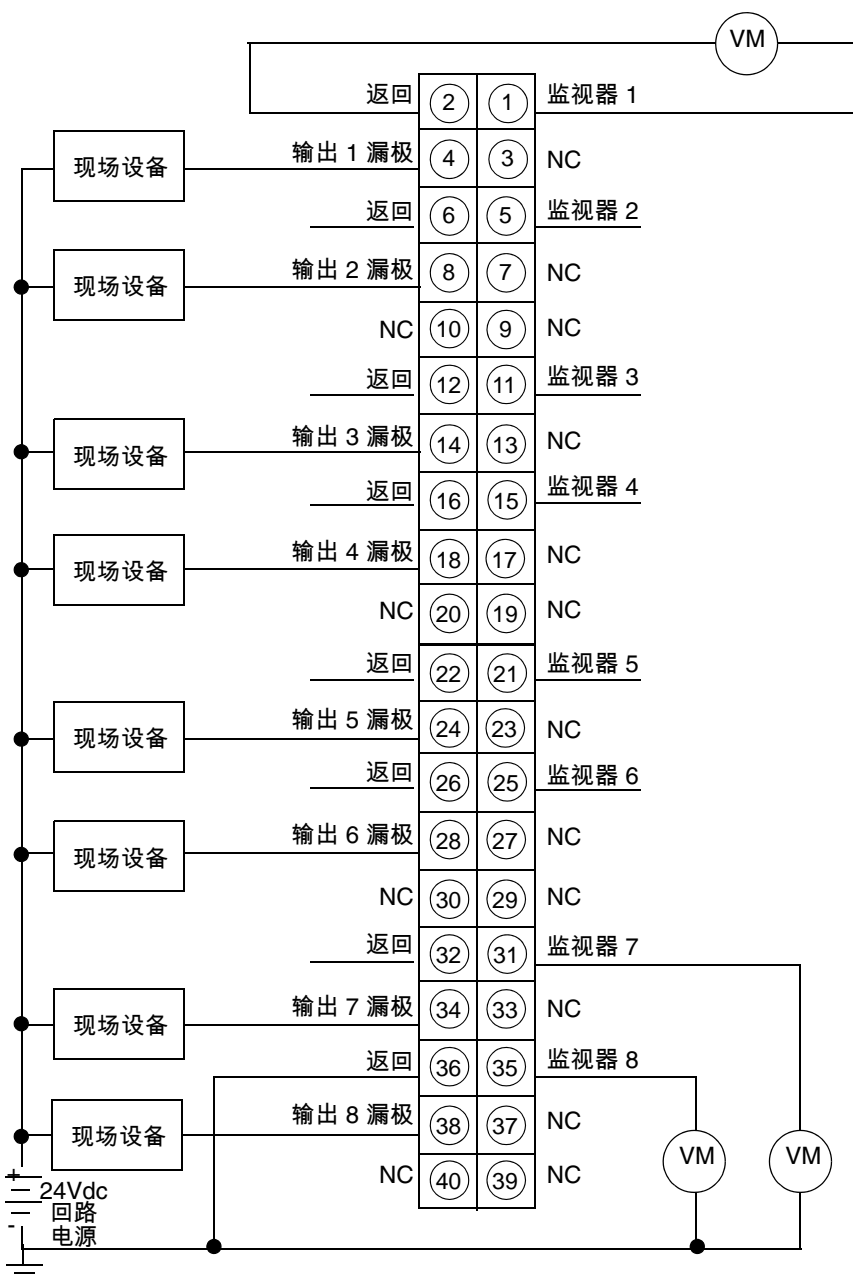 VM
返回 2 1 监视器 1
现场设备 输出 1 漏极 4 3 NC
返回 6 5 监视器 2
现场设备 输出 2 漏极 8 7 NC
NC 10 9 NC
返回 12 11 监视器 3
现场设备 输出 3 漏极 14 13 NC
返回 16 15 监视器 4
现场设备 输出 4 漏极 18 17 NC
NC 20 19 NC
返回 22 21 监视器 5
现场设备 输出 5 漏极 24 23 NC
返回 26 25 监视器 6
现场设备 输出 6 漏极 28 27 NC
NC 30 29 NC
返回 32 31 监视器 7
现场设备 输出 7 漏极 34 33 NC
返回 36 35 监视器 8
现场设备 输出 8 漏极 38 37 NC
VM VM
NC 40 39 NC
+
24Vdc
回路
电源
-